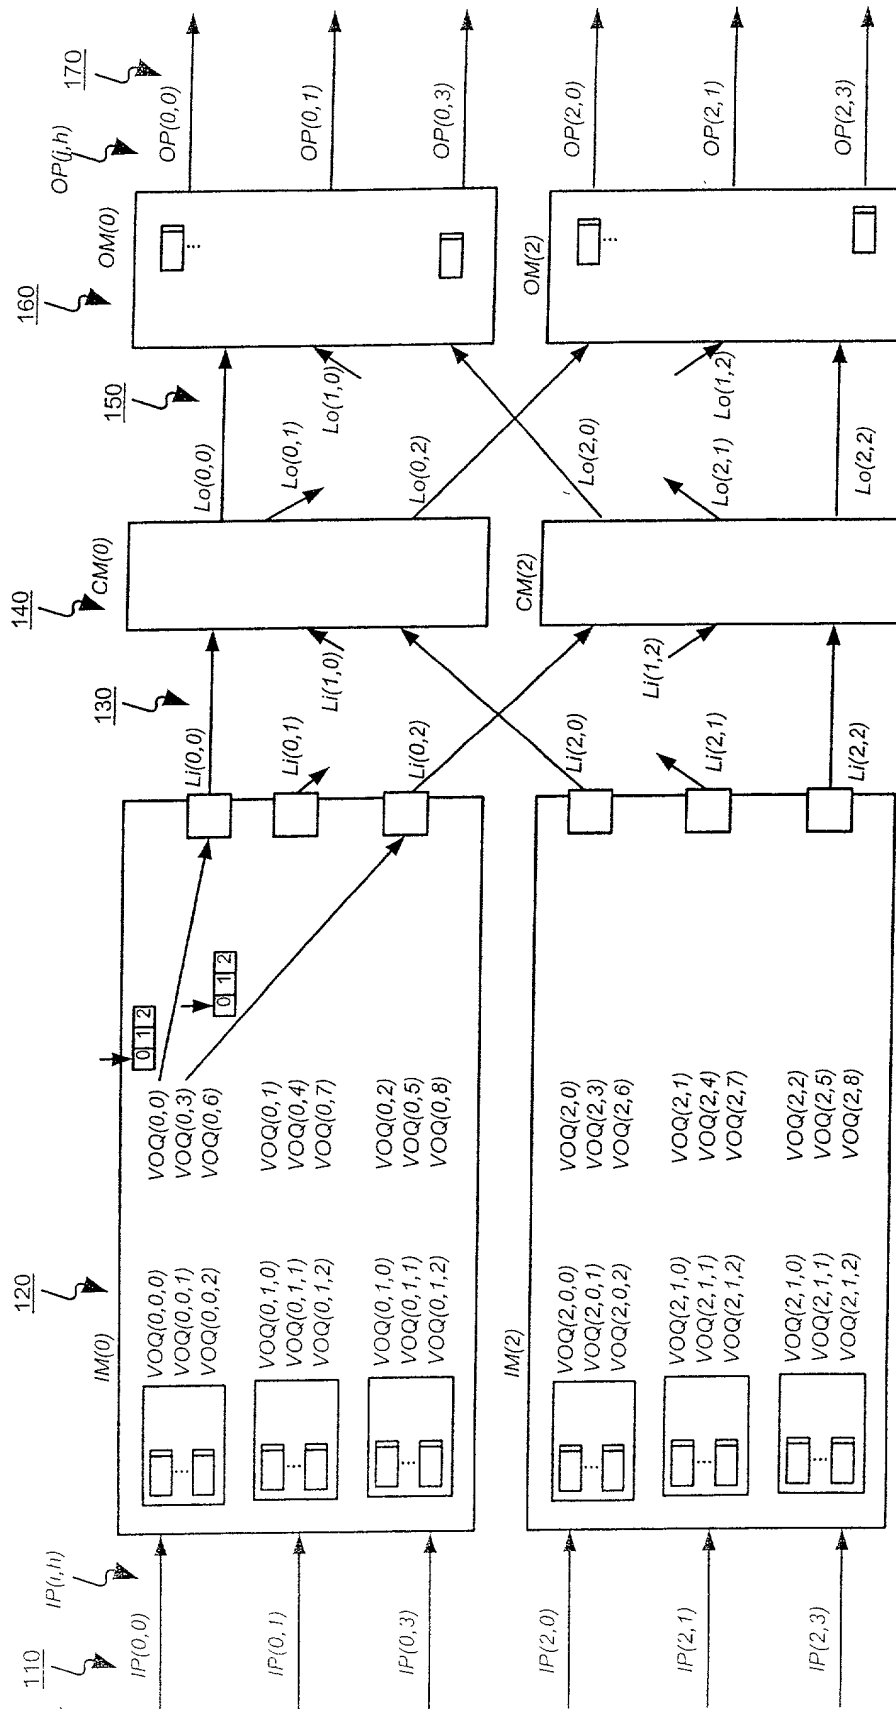 110
IP(i,h)
120
130
140
150
160
OP(j,h)
170
IM(0)
CM(0)
OM(0)
IP(0,0)
IP(0,1)
IP(0,3)
VOQ(0,0,0)
VOQ(0,0,1)
VOQ(0,0,2)
VOQ(0,1,0)
VOQ(0,1,1)
VOQ(0,1,2)
VOQ(0,1,0)
VOQ(0,1,1)
VOQ(0,1,2)
VOQ(0,0)
VOQ(0,3)
VOQ(0,6)
VOQ(0,1)
VOQ(0,4)
VOQ(0,7)
VOQ(0,2)
VOQ(0,5)
VOQ(0,8)
0 1 2
0 1 2
Li(0,0)
Li(0,1)
Li(0,2)
Li(1,0)
Lo(0,0)
Lo(0,1)
Lo(0,2)
Lo(1,0)
OP(0,0)
OP(0,1)
OP(0,3)
IM(2)
CM(2)
OM(2)
IP(2,0)
IP(2,1)
IP(2,3)
VOQ(2,0,0)
VOQ(2,0,1)
VOQ(2,0,2)
VOQ(2,1,0)
VOQ(2,1,1)
VOQ(2,1,2)
VOQ(2,1,0)
VOQ(2,1,1)
VOQ(2,1,2)
VOQ(2,0)
VOQ(2,3)
VOQ(2,6)
VOQ(2,1)
VOQ(2,4)
VOQ(2,7)
VOQ(2,2)
VOQ(2,5)
VOQ(2,8)
Li(2,0)
Li(2,1)
Li(2,2)
Li(1,2)
Lo(2,0)
Lo(2,1)
Lo(2,2)
Lo(1,2)
OP(2,0)
OP(2,1)
OP(2,3)